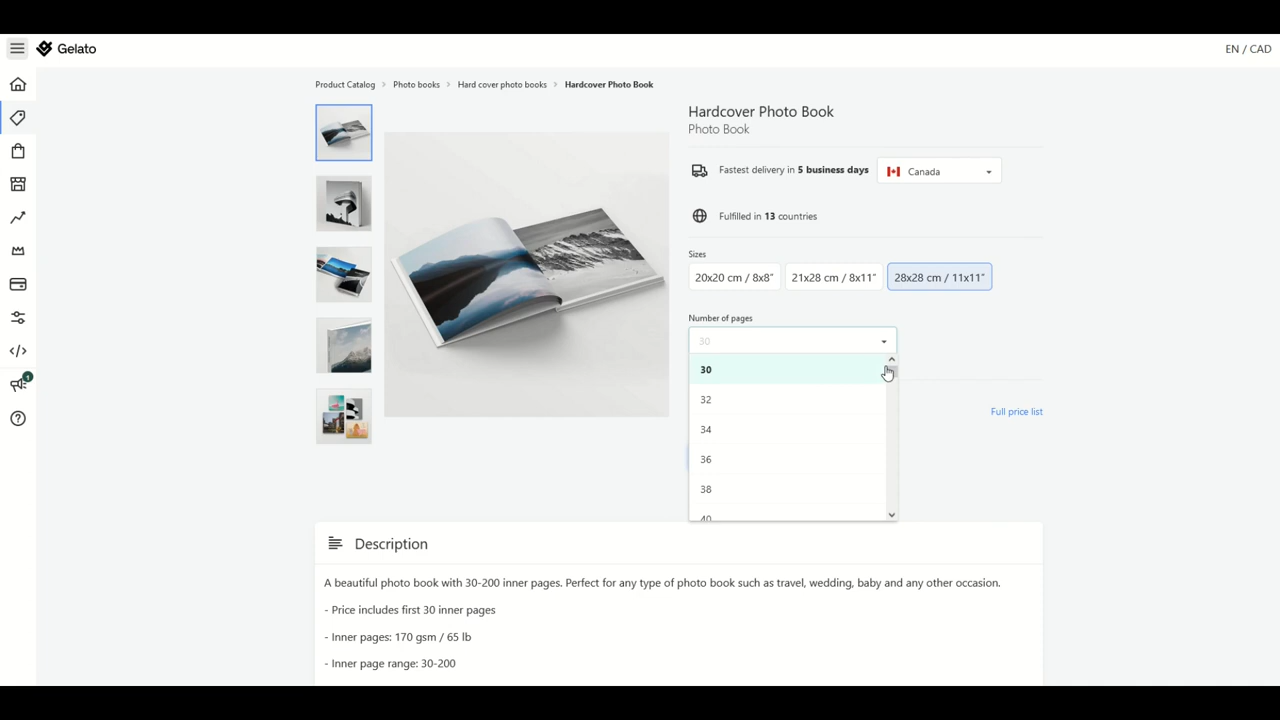 Gelato
EN / CAD
Product Catalog > Photo books > Hard cover photo books > Hardcover Photo Book
Hardcover Photo Book
Photo Book
Fastest delivery in 5 business days
Canada
Fulfilled in 13 countries
Sizes
20x20 cm / 8x8"
21x28 cm / 8x11"
28x28 cm / 11x11"
Number of pages
30
30
32
34
36
38
40
Full price list
1
Description
A beautiful photo book with 30-200 inner pages. Perfect for any type of photo book such as travel, wedding, baby and any other occasion.
- Price includes first 30 inner pages
- Inner pages: 170 gsm / 65 lb
- Inner page range: 30-200